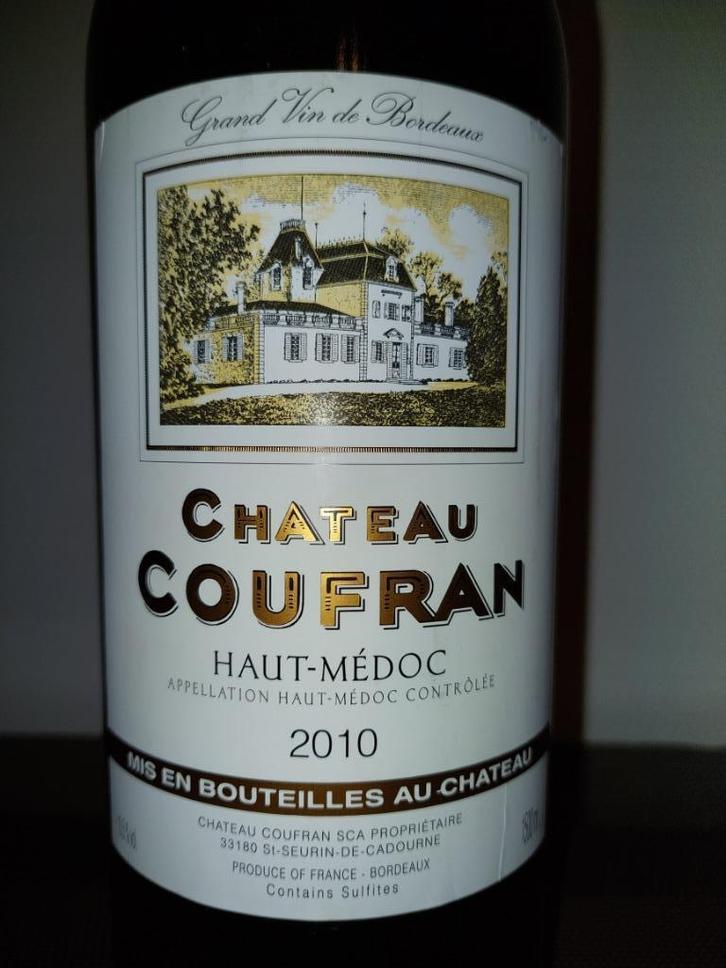 Grand Vin de Bordeaux
CHATEAU
COUFRAN
HAUT-MÉDOC
APPELLATION HAUT-MÉDOC CONTRÔLÉE
2010
MIS EN BOUTEILLES AU CHATEAU
CHATEAU COUFRAN SCA PROPRIÉTAIRE
33180 St-SEURIN-DE-CADOURNE
PRODUCE OF FRANCE - BORDEAUX
Contains Sulfites